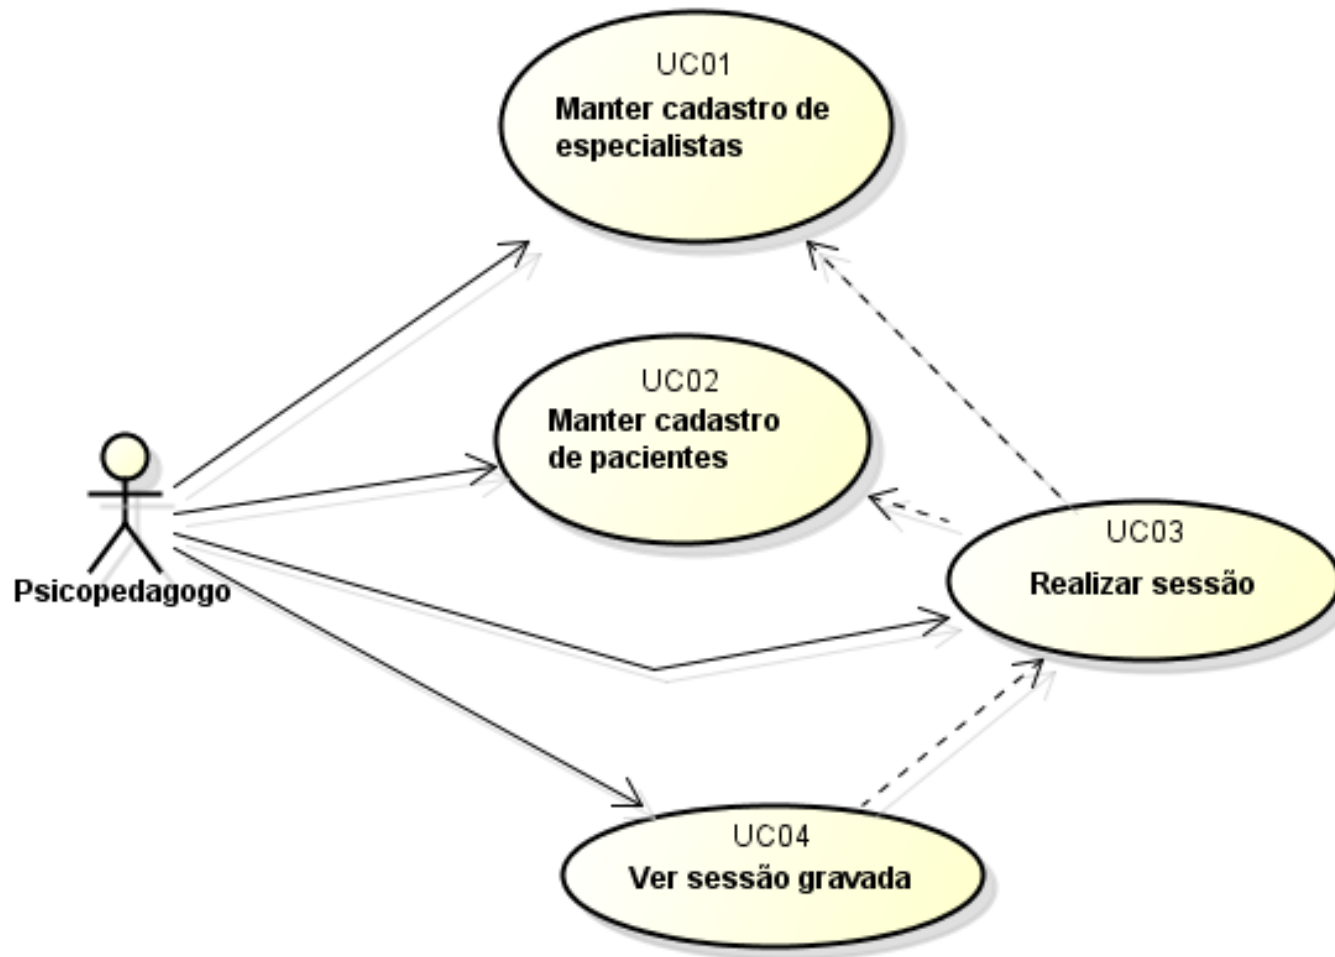 UC01
Manter cadastro de
especialistas
UC02
Manter cadastro
de pacientes
Psicopedagogo
UC03
Realizar sessão
UC04
Ver sessão gravada